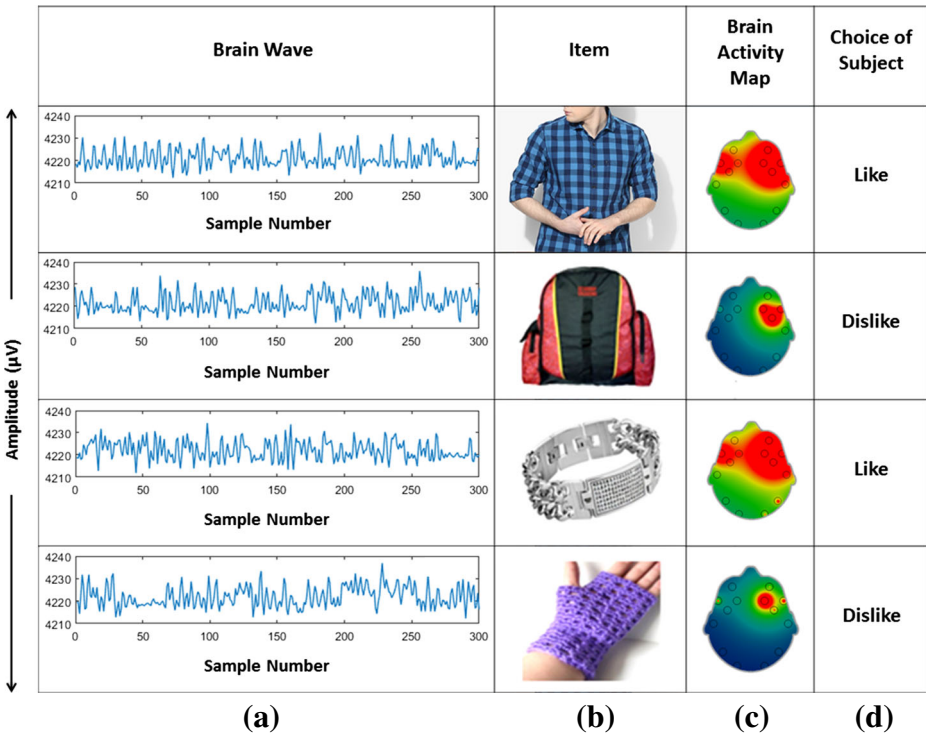 Brain Wave
Item
Brain
Activity
Map
Choice of
Subject
Amplitude (µV)
4240
4230
4220
4210
0 50 100 150 200 250 300
Sample Number
Like
4240
4230
4220
4210
0 50 100 150 200 250 300
Sample Number
Dislike
4240
4230
4220
4210
0 50 100 150 200 250 300
Sample Number
Like
4240
4230
4220
4210
0 50 100 150 200 250 300
Sample Number
Dislike
(a) (b) (c) (d)